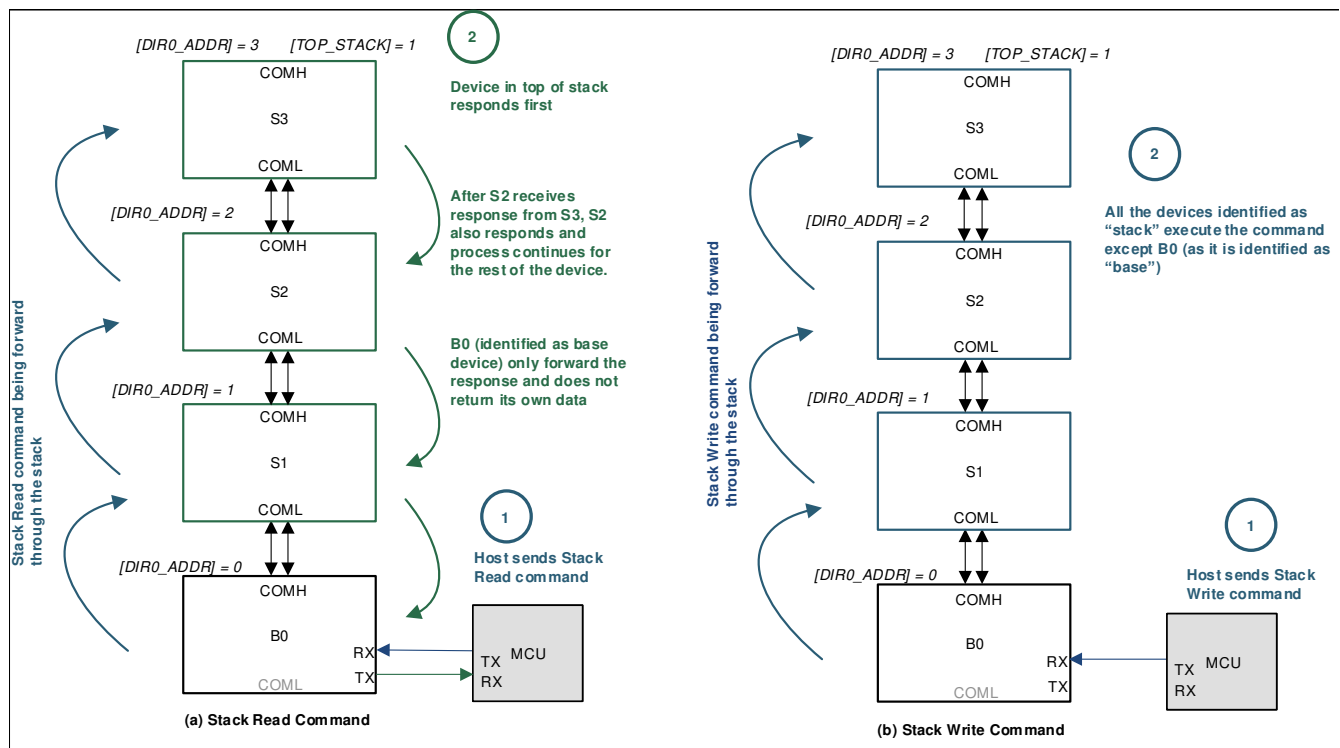 [DIR0_ADDR] = 3
[TOP_STACK] = 1
2
Device in top of stack
responds first
COMH
S3
COML
[DIR0_ADDR] = 2
After S2 receives
response from S3, S2
also responds and
process continues for
the rest of the device.
COMH
S2
COML
[DIR0_ADDR] = 1
B0 (identified as base
device) only forward the
response and does not
return its own data
COMH
S1
COML
[DIR0_ADDR] = 0
1
Host sends Stack
Read command
COMH
B0
COML
RX
TX
TX
RX
MCU
Stack Read command being forward
through the stack
(a) Stack Read Command
[DIR0_ADDR] = 3
[TOP_STACK] = 1
COMH
S3
COML
2
All the devices identified as
“stack” execute the command
except B0 (as it is identified as
“base”)
[DIR0_ADDR] = 2
COMH
S2
COML
[DIR0_ADDR] = 1
COMH
S1
COML
1
Host sends Stack
Write command
[DIR0_ADDR] = 0
COMH
B0
COML
RX
TX
TX
RX
MCU
Stack Write command being forward
through the stack
(b) Stack Write Command